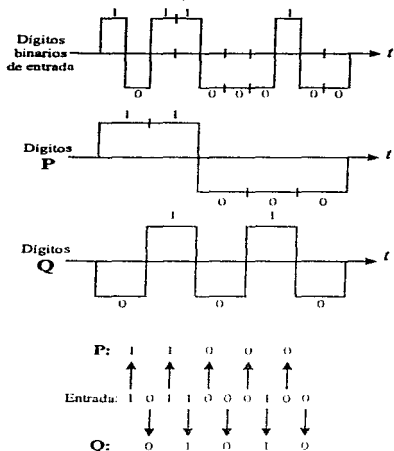 1 1 1 1
Dígitos
binarios
de entrada
t
0 0 0 0 0 0
1 1
Dígitos
P
t
0 0 0
1 1
Dígitos
Q
t
0 0 0
P: 1 1 0 0 0
Entrada: 1 0 1 1 0 0 0 1 0 0
Q: 0 1 0 1 0